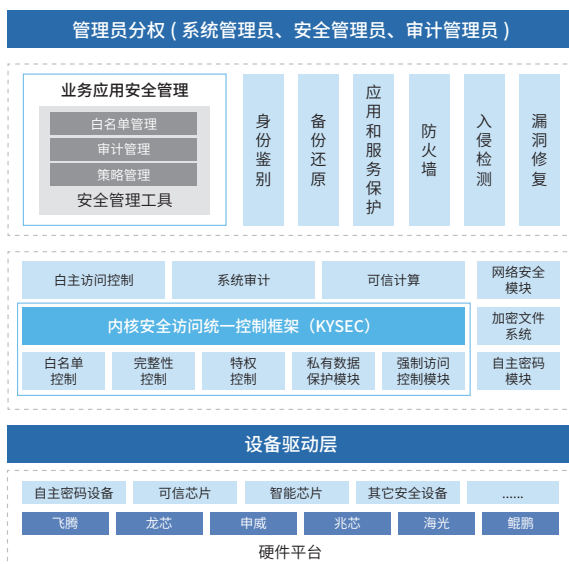 管理员分权 ( 系统管理员、安全管理员、审计管理员 )
业务应用安全管理
白名单管理
审计管理
策略管理
安全管理工具
身份鉴别
备份还原
应用和服务保护
防火墙
入侵检测
漏洞修复
白主访问控制
系统审计
可信计算
网络安全
模块
内核安全访问统一控制框架（KYSEC）
加密文件
系统
白名单
控制
完整性
控制
特权
控制
私有数据
保护模块
强制访问
控制模块
自主密码
模块
设备驱动层
自主密码设备
可信芯片
智能芯片
其它安全设备
......
飞腾
龙芯
申威
兆芯
海光
鲲鹏
硬件平台